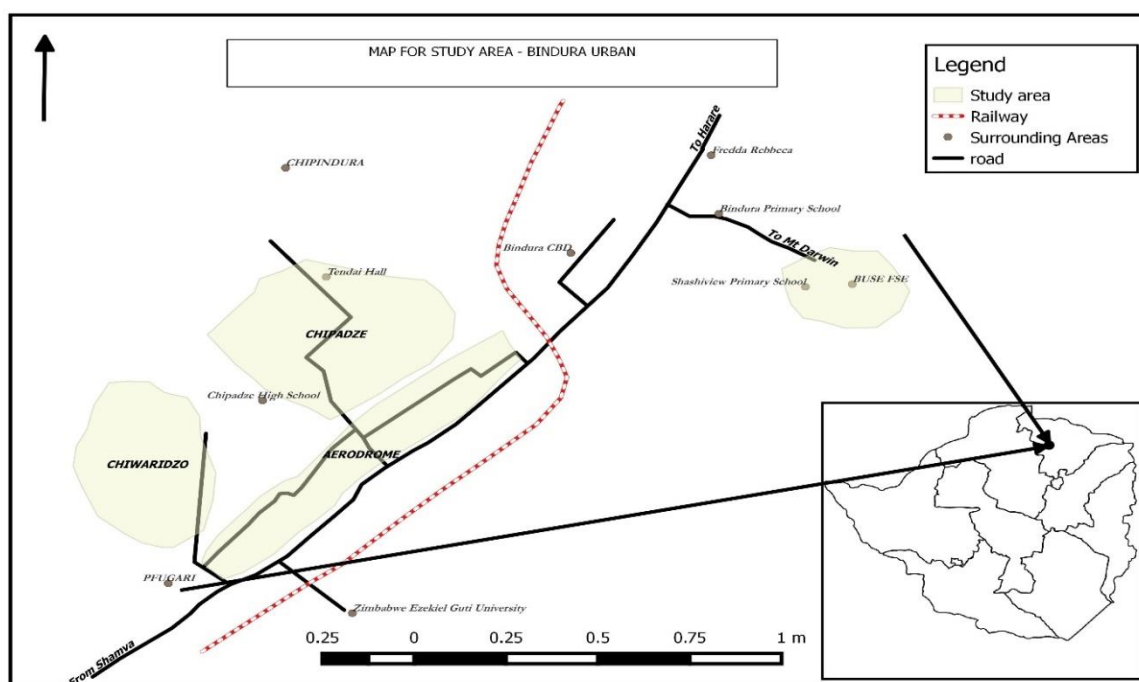 MAP FOR STUDY AREA - BINDURA URBAN
Legend
Study area
Railway
Surrounding Areas
road
To Harare
Fredda Rebbeca
CHIPINDURA
Bindura Primary School
To Mt Darwin
Bindura CBD
Tendai Hall
Shashiview Primary School
BUSE FSE
CHIPADZE
Chipadze High School
AERODROME
CHIWARIDZO
PFUGARI
Zimbabwe Ezekiel Guti University
From Shamva
0.25 0 0.25 0.5 0.75 1 m